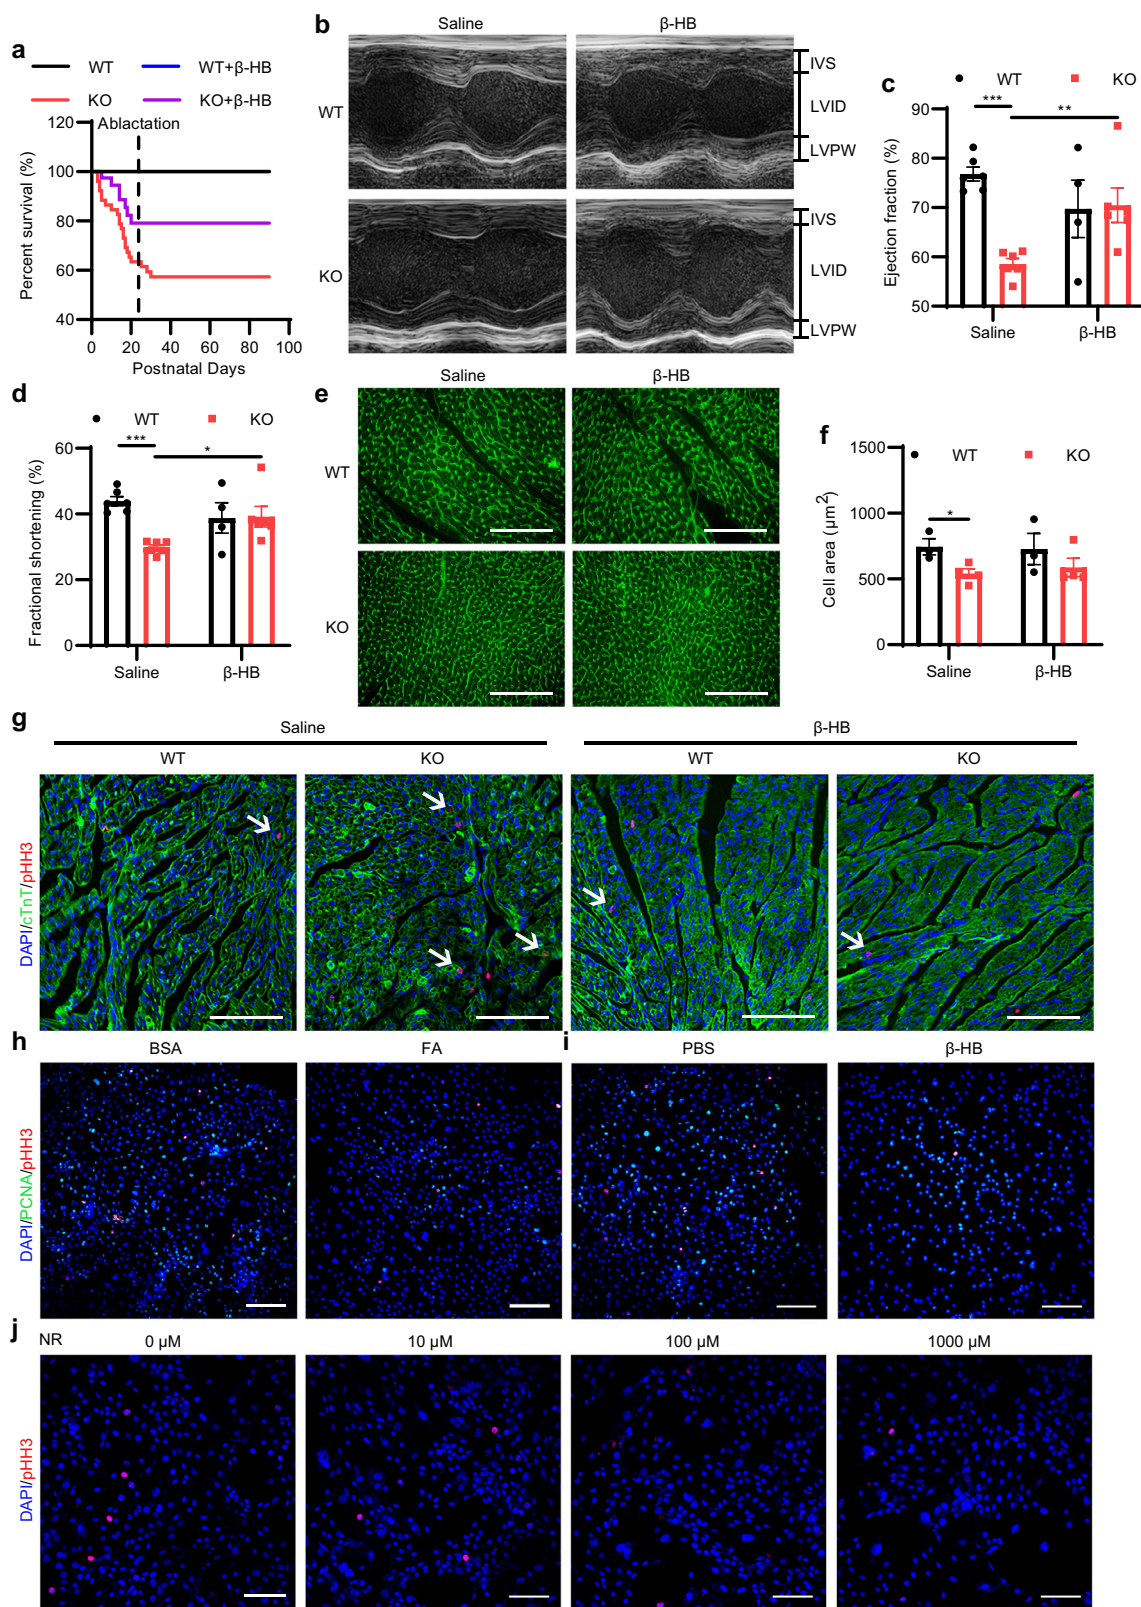 a
WT
WT+β-HB
KO
KO+β-HB
Ablactation
Percent survival (%)
120
100
80
60
40
0 20 40 60 80 100
Postnatal Days
b
Saline
β-HB
WT
KO
IVS
LVID
LVPW
IVS
LVID
LVPW
c
WT
KO
***
**
Ejection fraction (%)
90
80
70
60
50
Saline
β-HB
d
WT
KO
***
*
Fractional shortening (%)
60
40
20
0
Saline
β-HB
e
Saline
β-HB
WT
KO
f
WT
KO
*
Cell area (µm²)
1500
1000
500
0
Saline
β-HB
g
Saline
β-HB
WT
KO
WT
KO
DAPI/cTnT/pHH3
h
BSA
FA
i
PBS
β-HB
DAPI/PCNA/pHH3
j
NR
0 µM
10 µM
100 µM
1000 µM
DAPI/pHH3